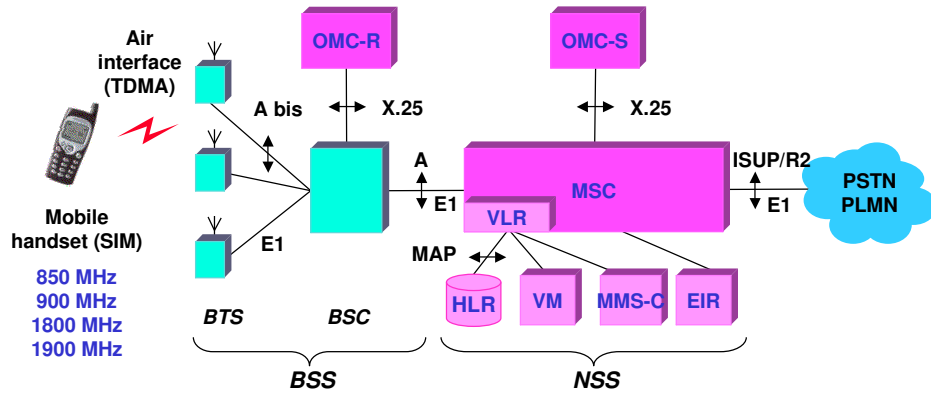 Air
interface
(TDMA)
OMC-R
OMC-S
A bis
X.25
X.25
A
E1
MSC
VLR
ISUP/R2
E1
PSTN
PLMN
Mobile
handset (SIM)
850 MHz
900 MHz
1800 MHz
1900 MHz
E1
MAP
HLR
VM
MMS-C
EIR
BTS
BSC
BSS
NSS